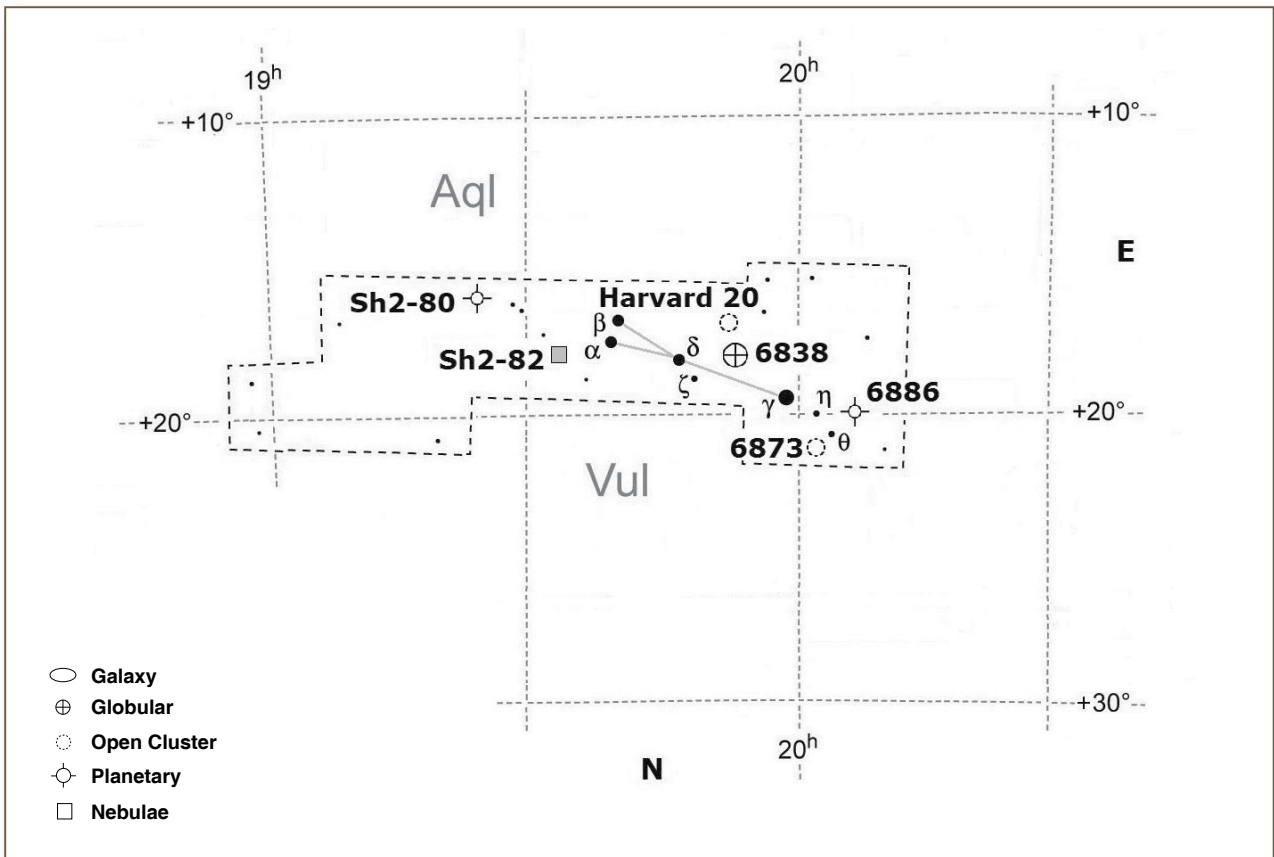 19h
20h
+10°
+10°
Aql
E
Sh2-80
Harvard 20
β
α
δ
6838
Sh2-82
ζ
6886
γ
η
+20°
+20°
6873
θ
Vul
Galaxy
+30°
Globular
Open Cluster
20h
N
Planetary
Nebulae